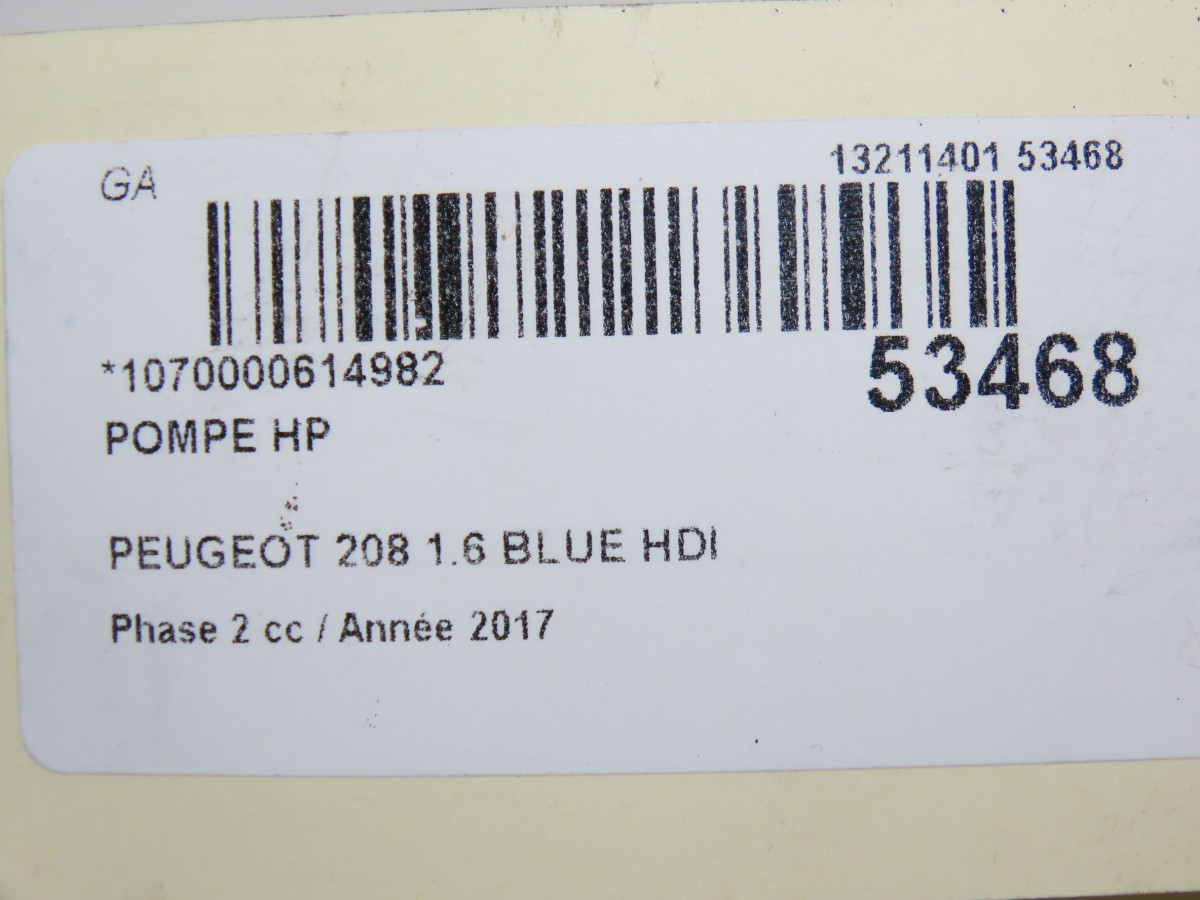 GA
13211401 53468
*1070000614982
53468
POMPE HP
PEUGEOT 208 1.6 BLUE HDI
Phase 2 cc / Année 2017